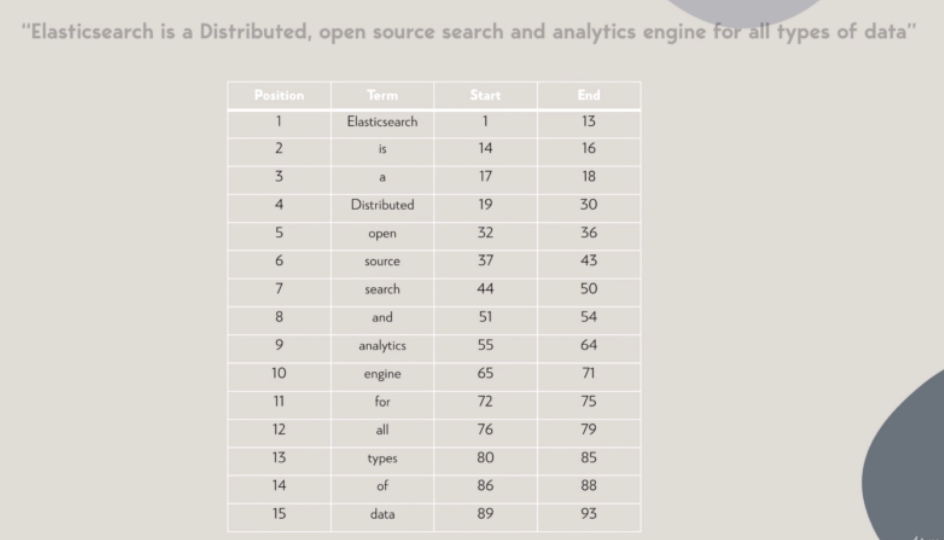 “Elasticsearch is a Distributed, open source search and analytics engine for all types of data”
Position Term Start End
1 Elasticsearch 1 13
2 is 14 16
3 a 17 18
4 Distributed 19 30
5 open 32 36
6 source 37 43
7 search 44 50
8 and 51 54
9 analytics 55 64
10 engine 65 71
11 for 72 75
12 all 76 79
13 types 80 85
14 of 86 88
15 data 89 93